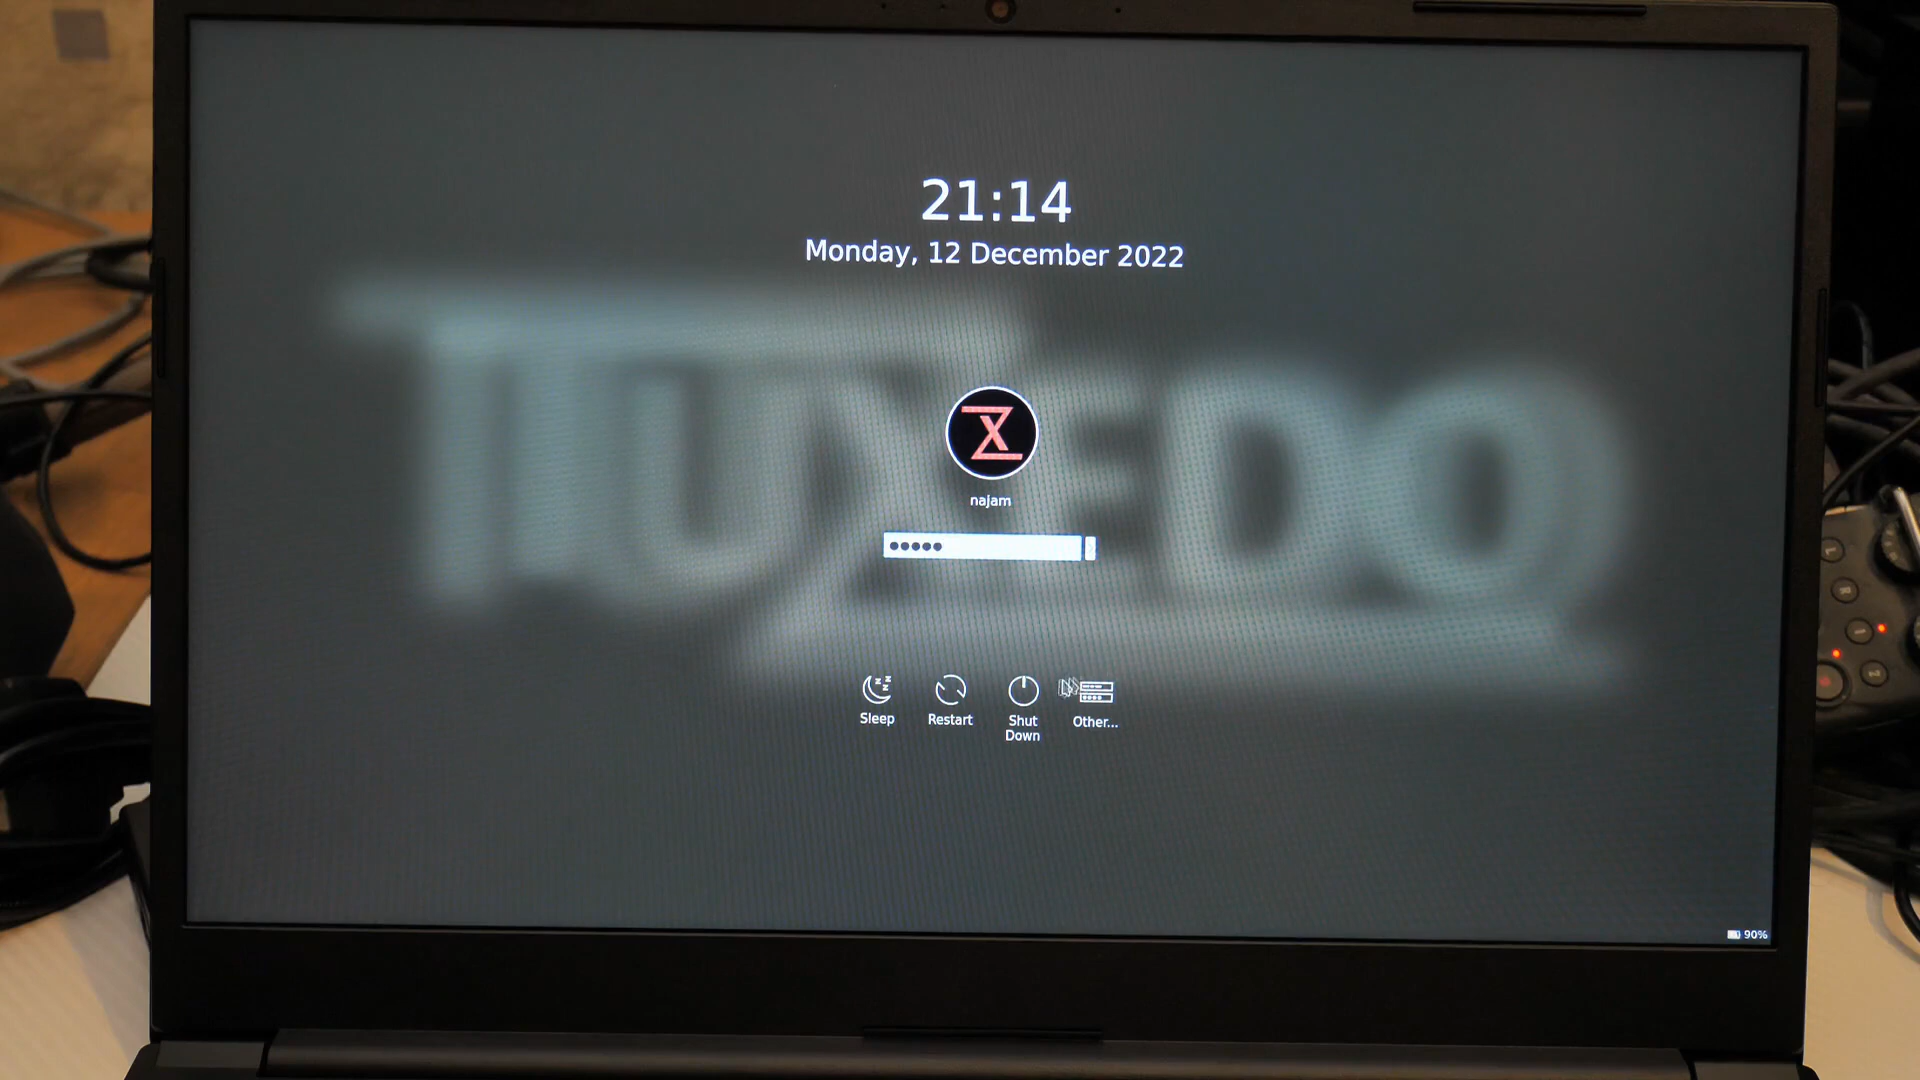 21:14
Monday, 12 December 2022
TUXEDO
najam
Sleep
Restart
Shut
Down
Other...
90%